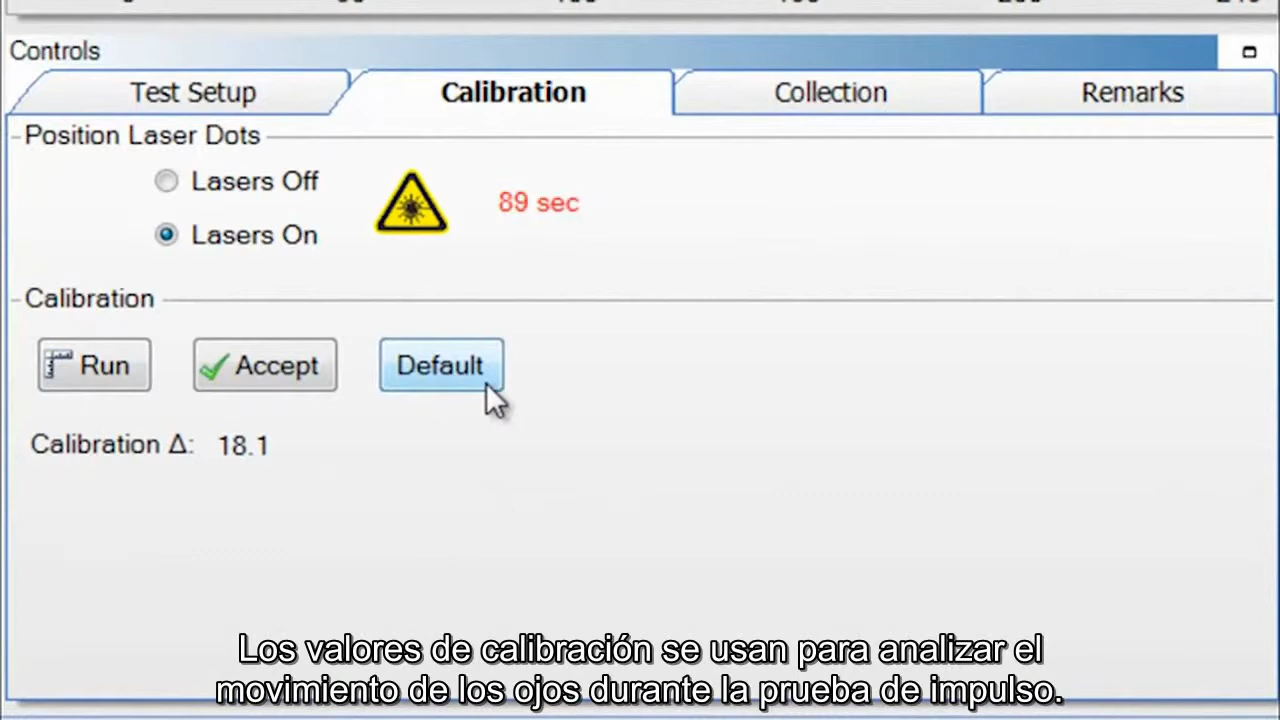 Controls
Test Setup Calibration Collection Remarks
Position Laser Dots
Lasers Off
89 sec
Lasers On
Calibration
Run Accept Default
Calibration Δ: 18.1
Los valores de calibración se usan para analizar el
movimiento de los ojos durante la prueba de impulso.